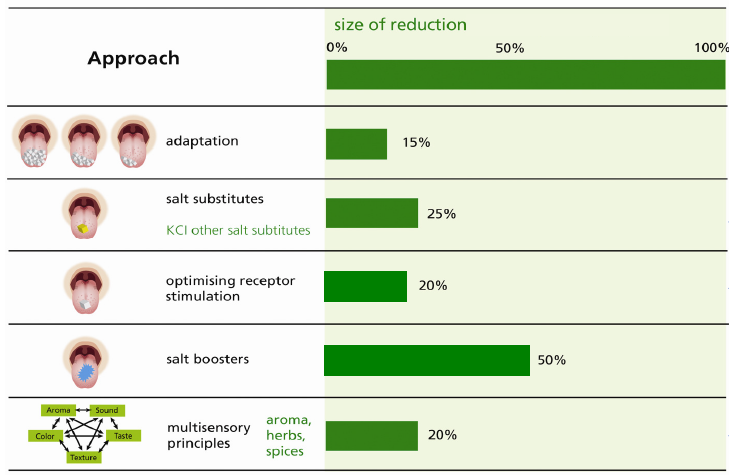 size of reduction
0% 50% 100%
Approach
adaptation
15%
salt substitutes
KCI other salt subtitutes
25%
optimising receptor
stimulation
20%
salt boosters
50%
Aroma Sound
Color Taste
Texture
multisensory
principles
aroma,
herbs,
spices
20%